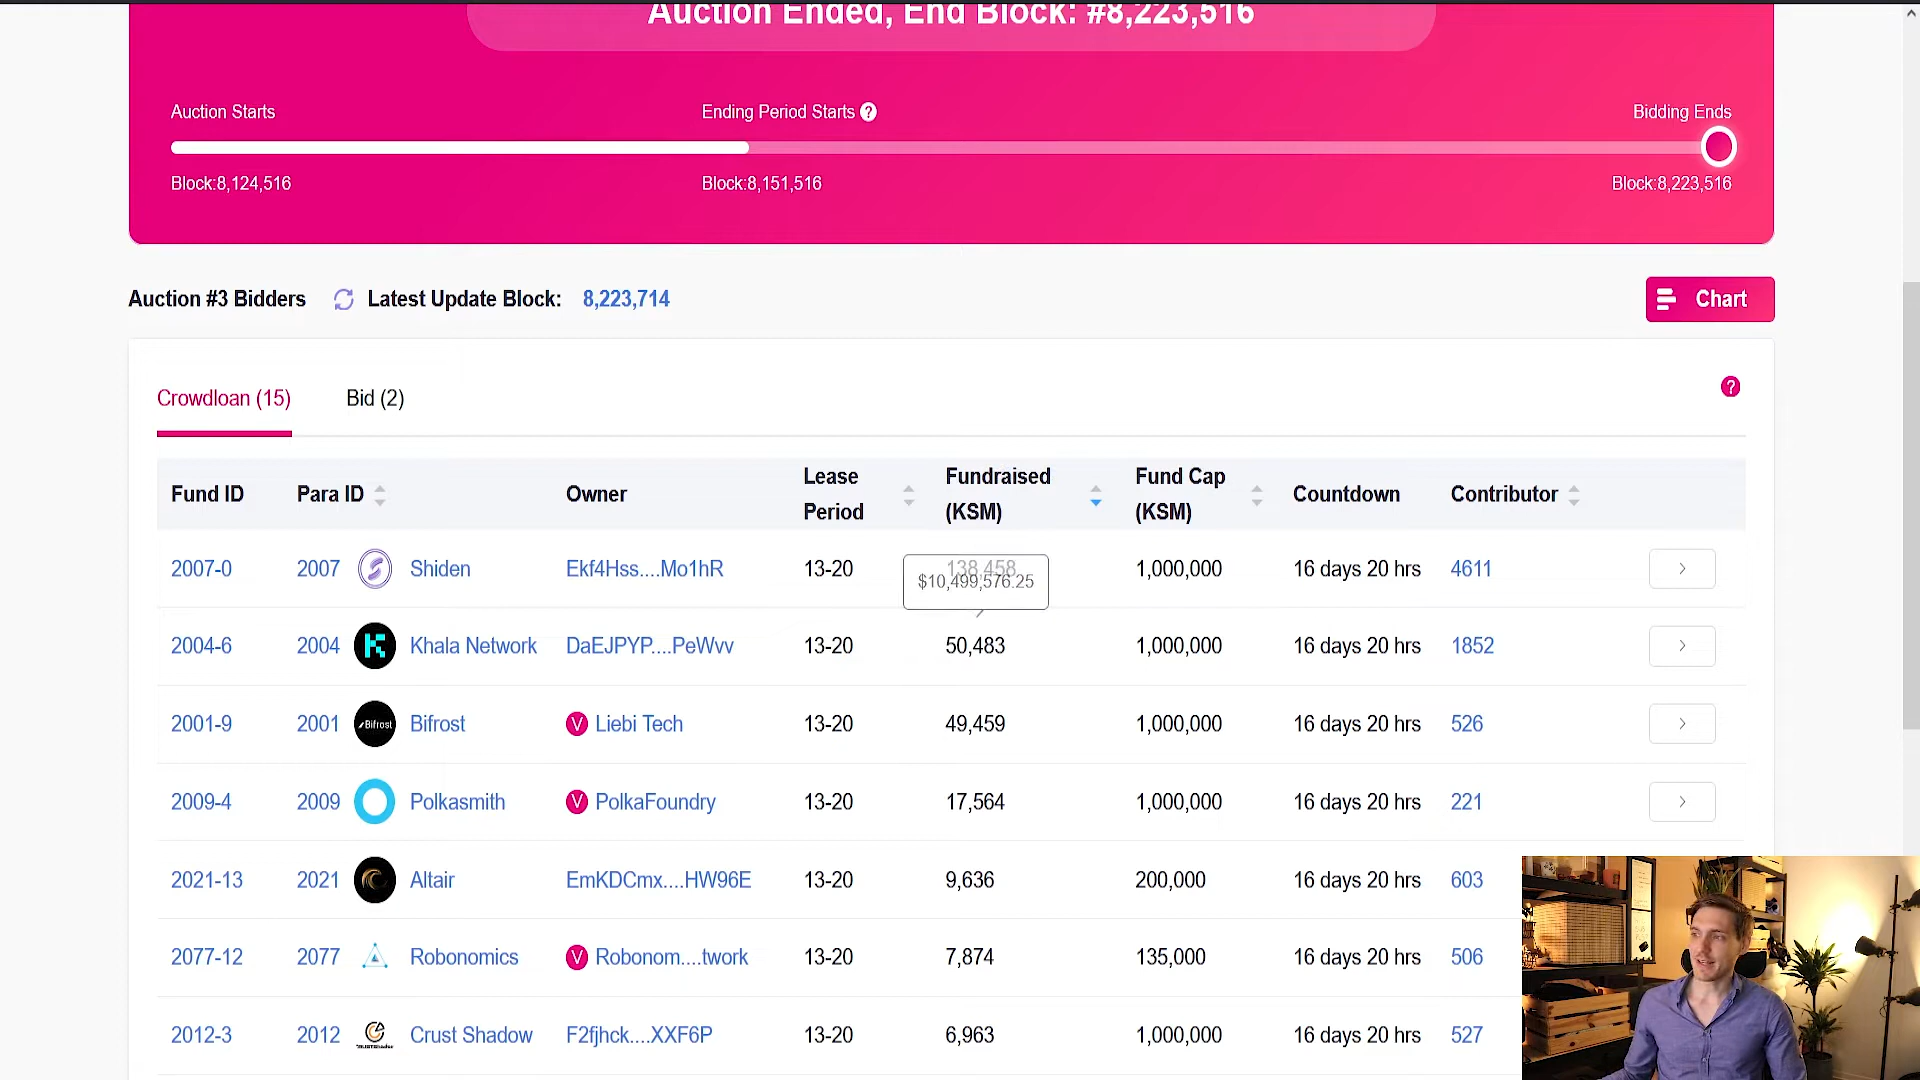 Auction Ended, End Block: #8,223,516
Auction Starts
Ending Period Starts ?
Bidding Ends
Block:8,124,516
Block:8,151,516
Block:8,223,516
Auction #3 Bidders
Latest Update Block: 8,223,714
Chart
Crowdloan (15)
Bid (2)
?
Fund ID
Para ID
Owner
Lease Period
Fundraised (KSM)
Fund Cap (KSM)
Countdown
Contributor
2007-0 2007 Shiden Ekf4Hss....Mo1hR 13-20 138,458 1,000,000 16 days 20 hrs 4611
$10,499,576.25
2004-6 2004 Khala Network DaEJPYP....PeWvv 13-20 50,483 1,000,000 16 days 20 hrs 1852
2001-9 2001 Bifrost Bifrost V Liebi Tech 13-20 49,459 1,000,000 16 days 20 hrs 526
2009-4 2009 Polkasmith V PolkaFoundry 13-20 17,564 1,000,000 16 days 20 hrs 221
2021-13 2021 Altair EmKDCmx....HW96E 13-20 9,636 200,000 16 days 20 hrs 603
2077-12 2077 Robonomics V Robonom....twork 13-20 7,874 135,000 16 days 20 hrs 506
2012-3 2012 Crust Shadow F2fjhck....XXF6P 13-20 6,963 1,000,000 16 days 20 hrs 527